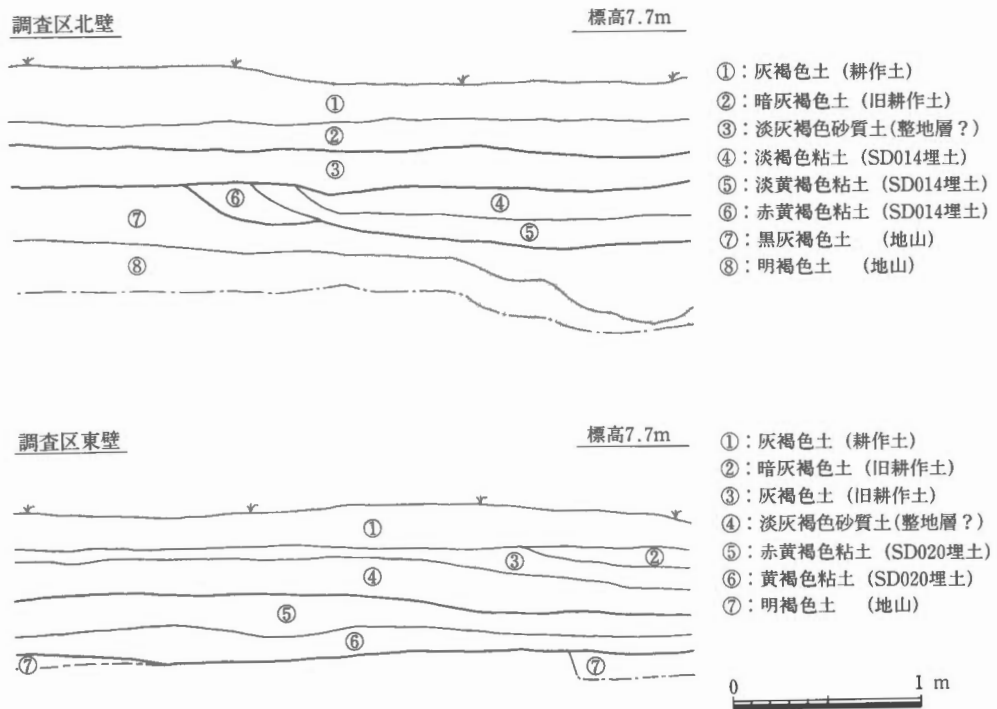 調査区北壁
標高7.7m
①：灰褐色土（耕作土）
②：暗灰褐色土（旧耕作土）
③：淡灰褐色砂質土(整地層？)
④：淡褐色粘土（SD014埋土）
⑤：淡黄褐色粘土（SD014埋土）
⑥：赤黄褐色粘土（SD014埋土）
⑦：黒灰褐色土　（地山）
⑧：明褐色土　（地山）
①
②
③
⑥
④
⑦
⑤
⑧
調査区東壁
標高7.7m
①：灰褐色土（耕作土）
②：暗灰褐色土（旧耕作土）
③：灰褐色土（旧耕作土）
④：淡灰褐色砂質土(整地層？)
⑤：赤黄褐色粘土（SD020埋土）
⑥：黄褐色粘土（SD020埋土）
⑦：明褐色土　（地山）
①
③
②
④
⑤
⑥
⑦
⑦
0 1 m